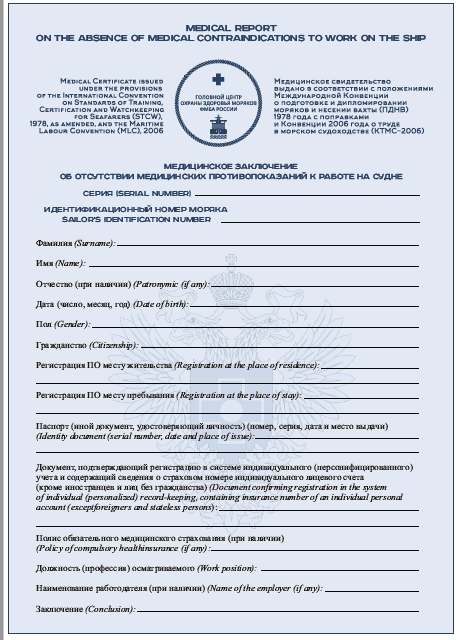 MEDICAL REPORT
ON THE ABSENCE OF MEDICAL CONTRAINDICATIONS TO WORK ON THE SHIP
MEDICAL CERTIFICATE ISSUED
UNDER THE PROVISIONS
OF THE INTERNATIONAL CONVENTION
ON STANDARDS OF TRAINING,
CERTIFICATION AND WATCHKEEPING
FOR SEAFARERS (STCW),
1978, AS AMENDED, AND THE MARITIME
LABOUR CONVENTION (MLC), 2006
ГОЛОВНОЙ ЦЕНТР
ОХРАНЫ ЗДОРОВЬЯ МОРЯКОВ
ФМБА РОССИИ
МЕДИЦИНСКОЕ СВИДЕТЕЛЬСТВО
ВЫДАНО В СООТВЕТСТВИИ С ПОЛОЖЕНИЯМИ
МЕЖДУНАРОДНОЙ КОНВЕНЦИИ
О ПОДГОТОВКЕ И ДИПЛОМИРОВАНИИ
МОРЯКОВ И НЕСЕНИИ ВАХТЫ (ПДНВ)
1978 ГОДА С ПОПРАВКАМИ
И КОНВЕНЦИИ 2006 ГОДА О ТРУДЕ
В МОРСКОМ СУДОХОДСТВЕ (КТМС-2006)
МЕДИЦИНСКОЕ ЗАКЛЮЧЕНИЕ
ОБ ОТСУТСТВИИ МЕДИЦИНСКИХ ПРОТИВОПОКАЗАНИЙ К РАБОТЕ НА СУДНЕ
СЕРИЯ (SERIAL NUMBER)
ИДЕНТИФИКАЦИОННЫЙ НОМЕР МОРЯКА
SAILOR'S IDENTIFICATION NUMBER
Фамилия (Surname):
Имя (Name):
Отчество (при наличии) (Patronymic (if any):
Дата (число, месяц, год) (Date of birth):
Пол (Gender):
Гражданство (Citizenship):
Регистрация ПО месту жительства (Registration at the place of residence):
Регистрация ПО месту пребывания (Registration at the place of stay):
Паспорт (иной документ, удостоверяющий личность) (номер, серия, дата и место выдачи)
(Identity document (serial number, date and place of issue):
Документ, подтверждающий регистрацию в системе индивидуального (персонифицированного)
учета и содержащий сведения о страховом номере индивидуального лицевого счета
(кроме иностранцев и лиц без гражданства) (Document confirming registration in the system
of individual (personalized) record-keeping, containing insurance number of an individual personal
account (exceptforeigners and stateless persons):
Полис обязательного медицинского страхования (при наличии)
(Policy of compulsory healthinsurance (if any):
Должность (профессия) осматриваемого (Work position):
Наименование работодателя (при наличии) (Name of the employer (if any):
Заключение (Conclusion):